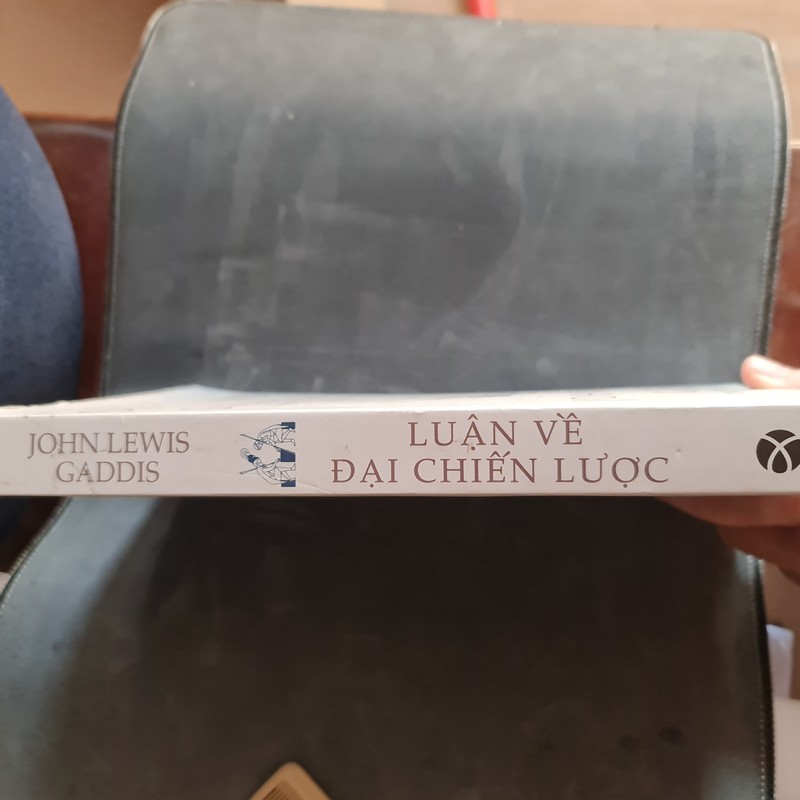 JOHN LEWIS
GADDIS
LUẬN VỀ
ĐẠI CHIẾN LƯỢC